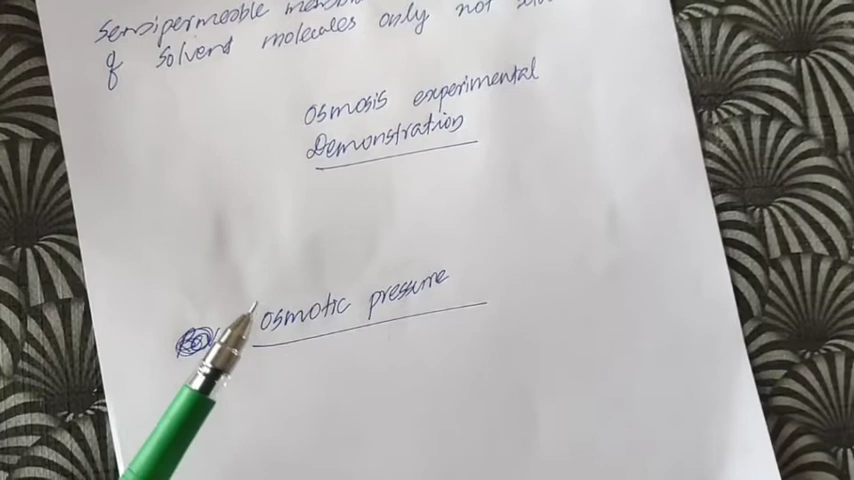 Semipermeable
of Solvent molecules only not
Osmosis experimental
Demonstration
Osmotic pressure